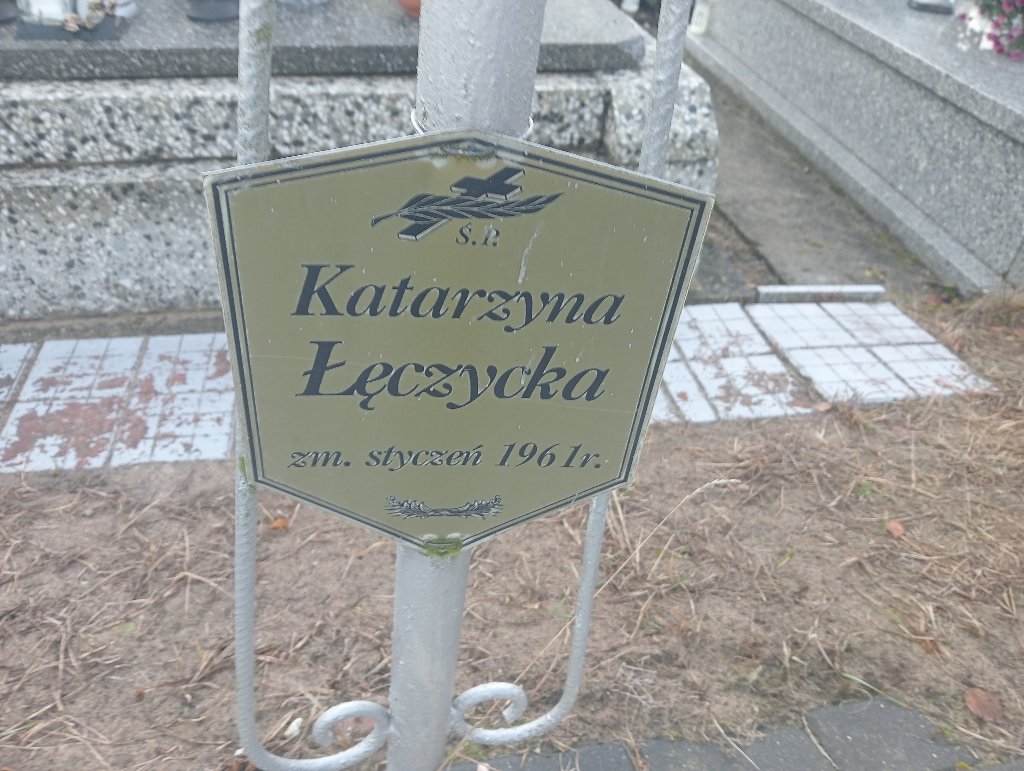 Ś.P.
Katarzyna
Łęczycka
zm. styczeń 1961r.